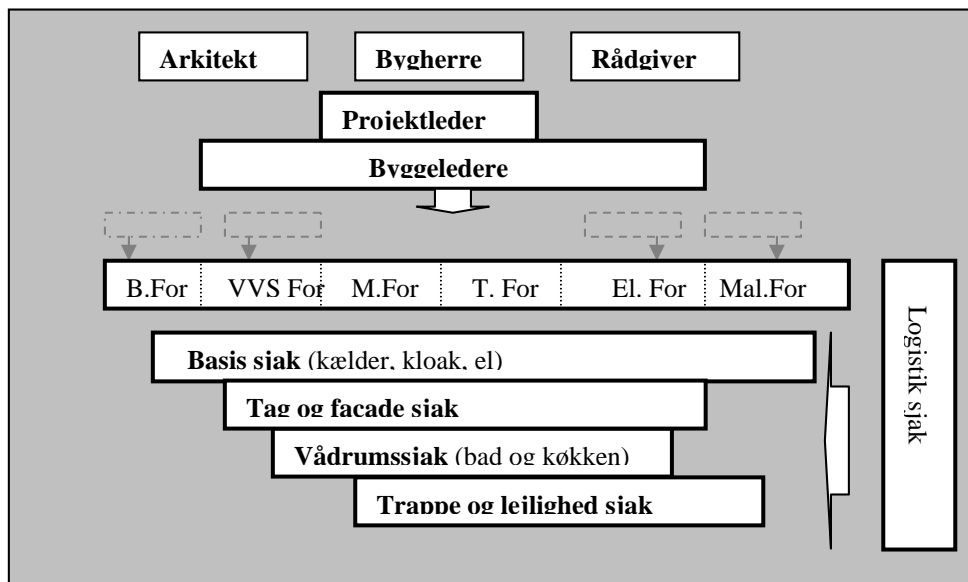 Arkitekt Bygherre Rådgiver
Projektleder
Byggeledere
B.For VVS For M.For T. For El. For Mal.For
Basis sjak (kælder, kloak, el)
Tag og facade sjak
Vådrumssjak (bad og køkken)
Trappe og lejlighed sjak
Logistik sjak